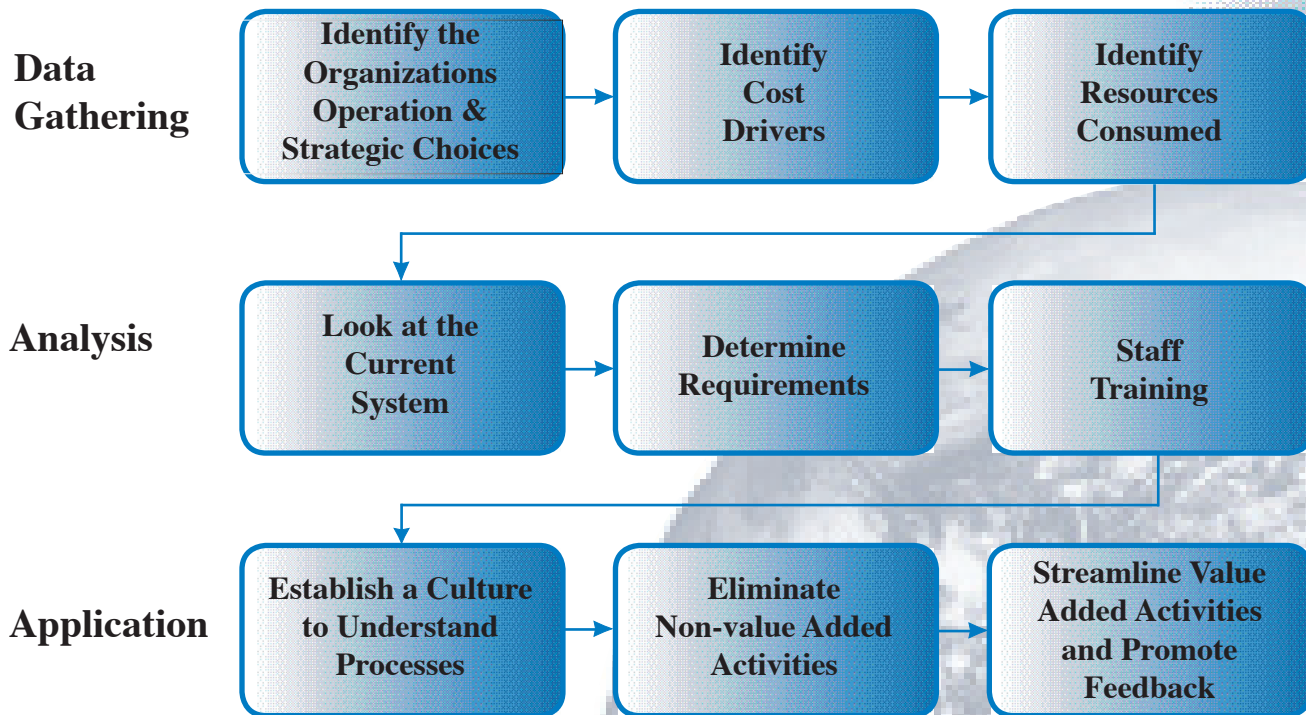 Data
Gathering
Identify the
Organizations
Operation &
Strategic Choices
Identify
Cost
Drivers
Identify
Resources
Consumed
Analysis
Look at the
Current
System
Determine
Requirements
Staff
Training
Application
Establish a Culture
to Understand
Processes
Eliminate
Non-value Added
Activities
Streamline Value
Added Activities
and Promote
Feedback